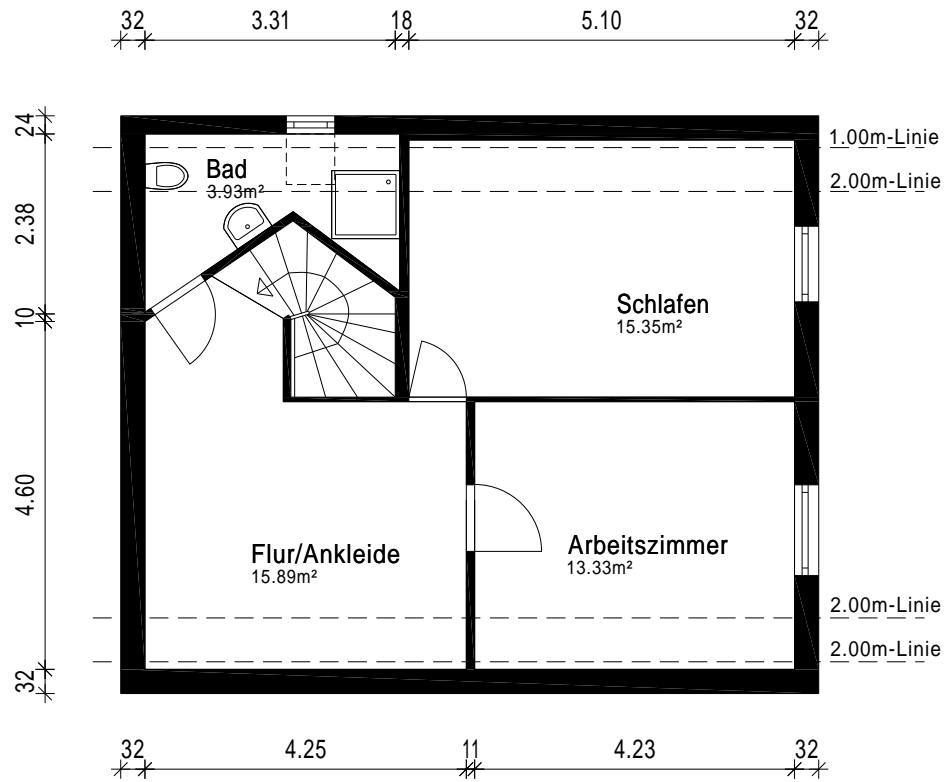 32 3.31 18 5.10 32
24
1.00m-Linie
Bad
3.93m²
2.00m-Linie
2.38
Schlafen
15.35m²
10
4.60
Flur/Ankleide
15.89m²
Arbeitszimmer
13.33m²
2.00m-Linie
2.00m-Linie
32
32 4.25 11 4.23 32